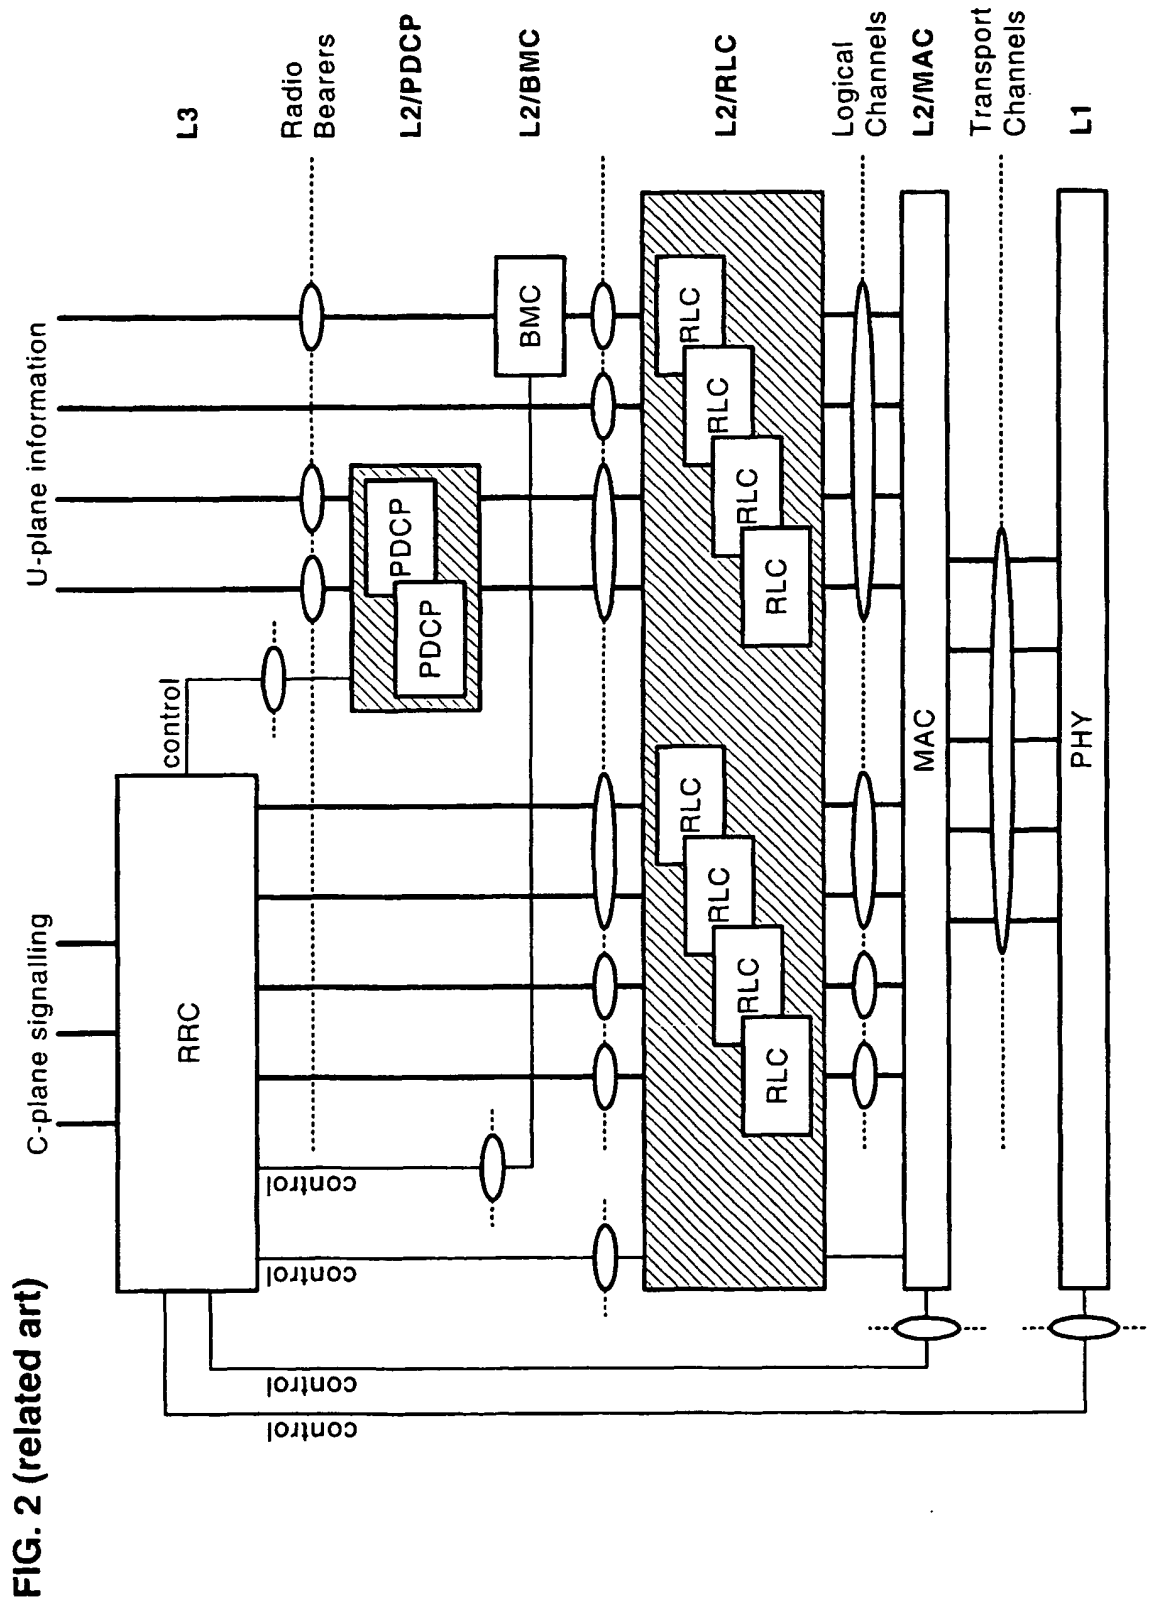 FIG. 2 (related art)
C-plane signalling
U-plane information
L3
RRC
control
Radio
Bearers
control
control
control
control
L2/PDCP
PDCP
PDCP
L2/BMC
BMC
L2/RLC
RLC
RLC
RLC
RLC
RLC
RLC
RLC
RLC
Logical
Channels
L2/MAC
MAC
Transport
Channels
L1
PHY